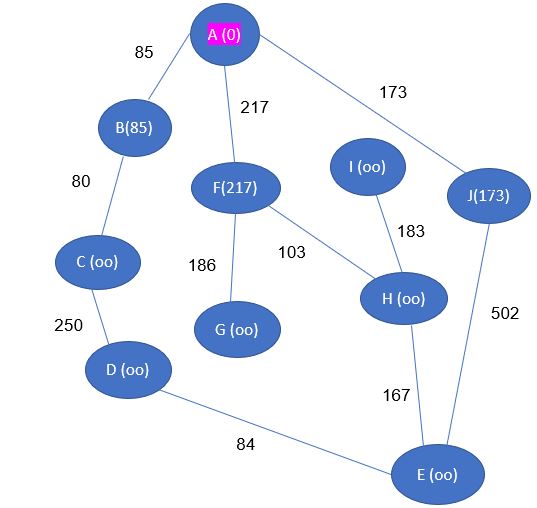 A (0)
85
173
217
B(85)
I (oo)
F(217)
J(173)
80
183
103
186
C (oo)
H (oo)
502
250
G (oo)
D (oo)
167
84
E (oo)